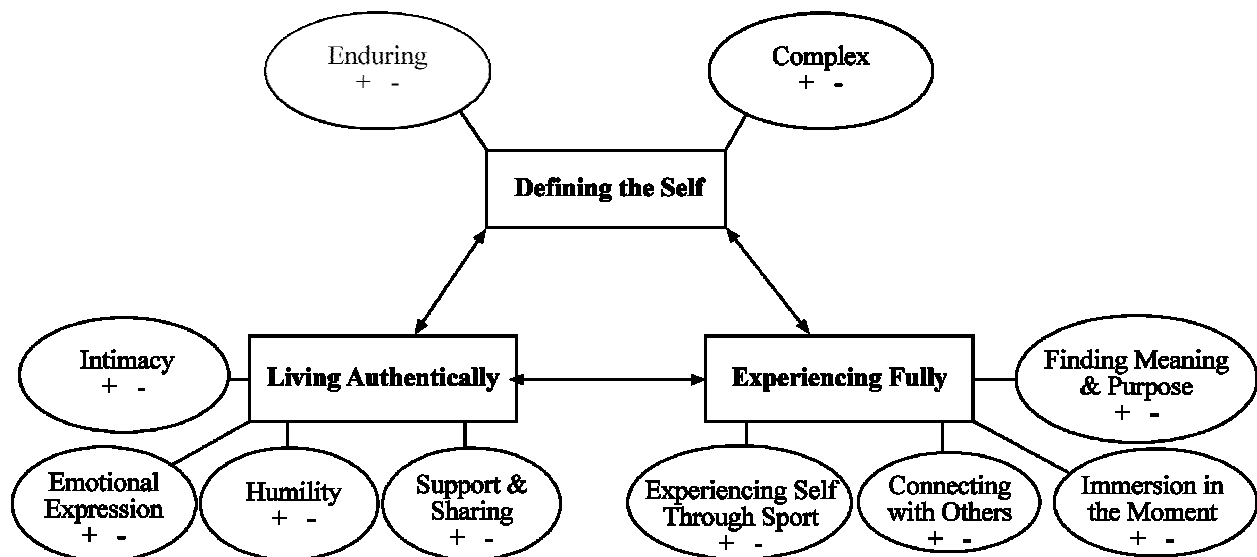 Enduring
+ -
Complex
+ -
Defining the Self
Intimacy
+ -
Living Authentically
Experiencing Fully
Finding Meaning
& Purpose
+ -
Emotional
Expression
+ -
Humility
+ -
Support &
Sharing
+ -
Experiencing Self
Through Sport
+ -
Connecting
with Others
+ -
Immersion in
the Moment
+ -